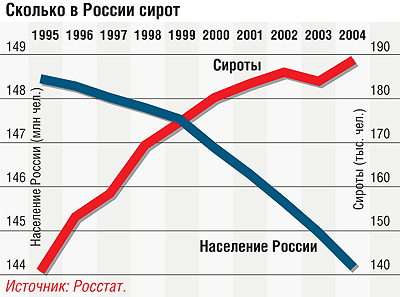 Сколько в России сирот
1995 1996 1997 1998 1999 2000 2001 2002 2003 2004
149 190
Сироты
148 180
147 170
146 160
145 150
144 140
Население России (млн чел.)
Сироты (тыс. чел.)
Население России
Источник: Росстат.